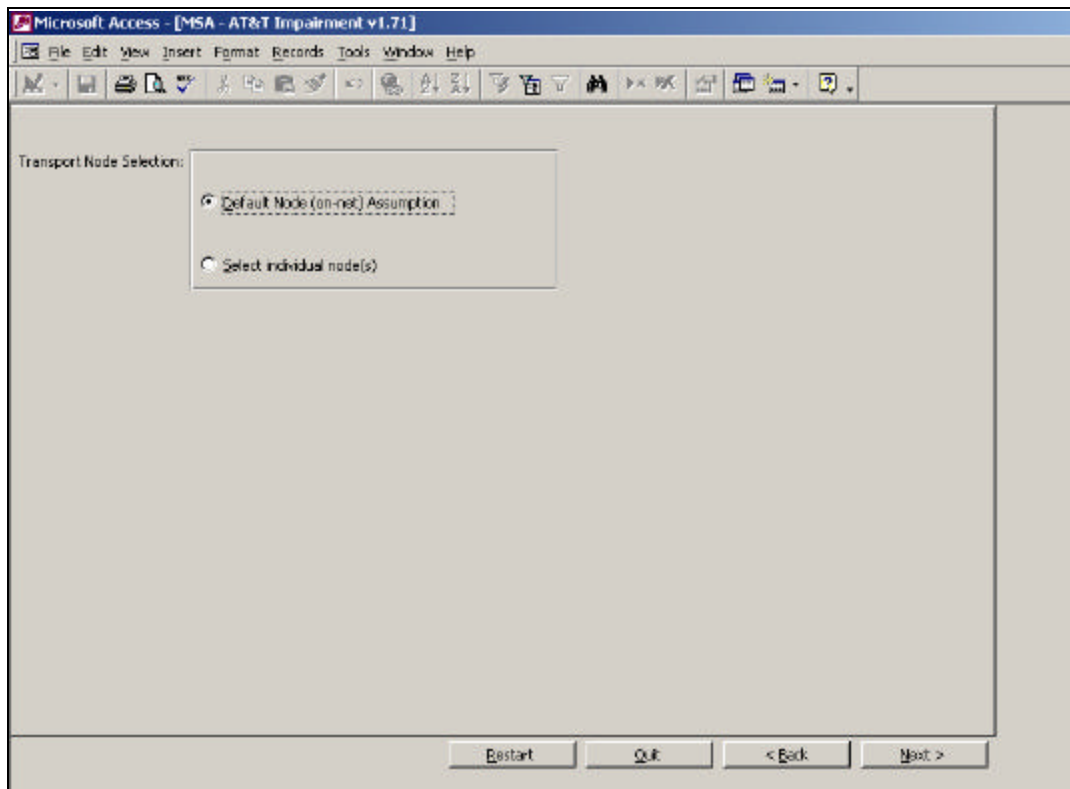 Microsoft Access - [MSA - AT&T Impairment v1.71]
File Edit View Insert Format Records Tools Window Help
Transport Node Selection:
Default Node (on-net) Assumption
Select individual node(s)
Restart Quit < Back Next >